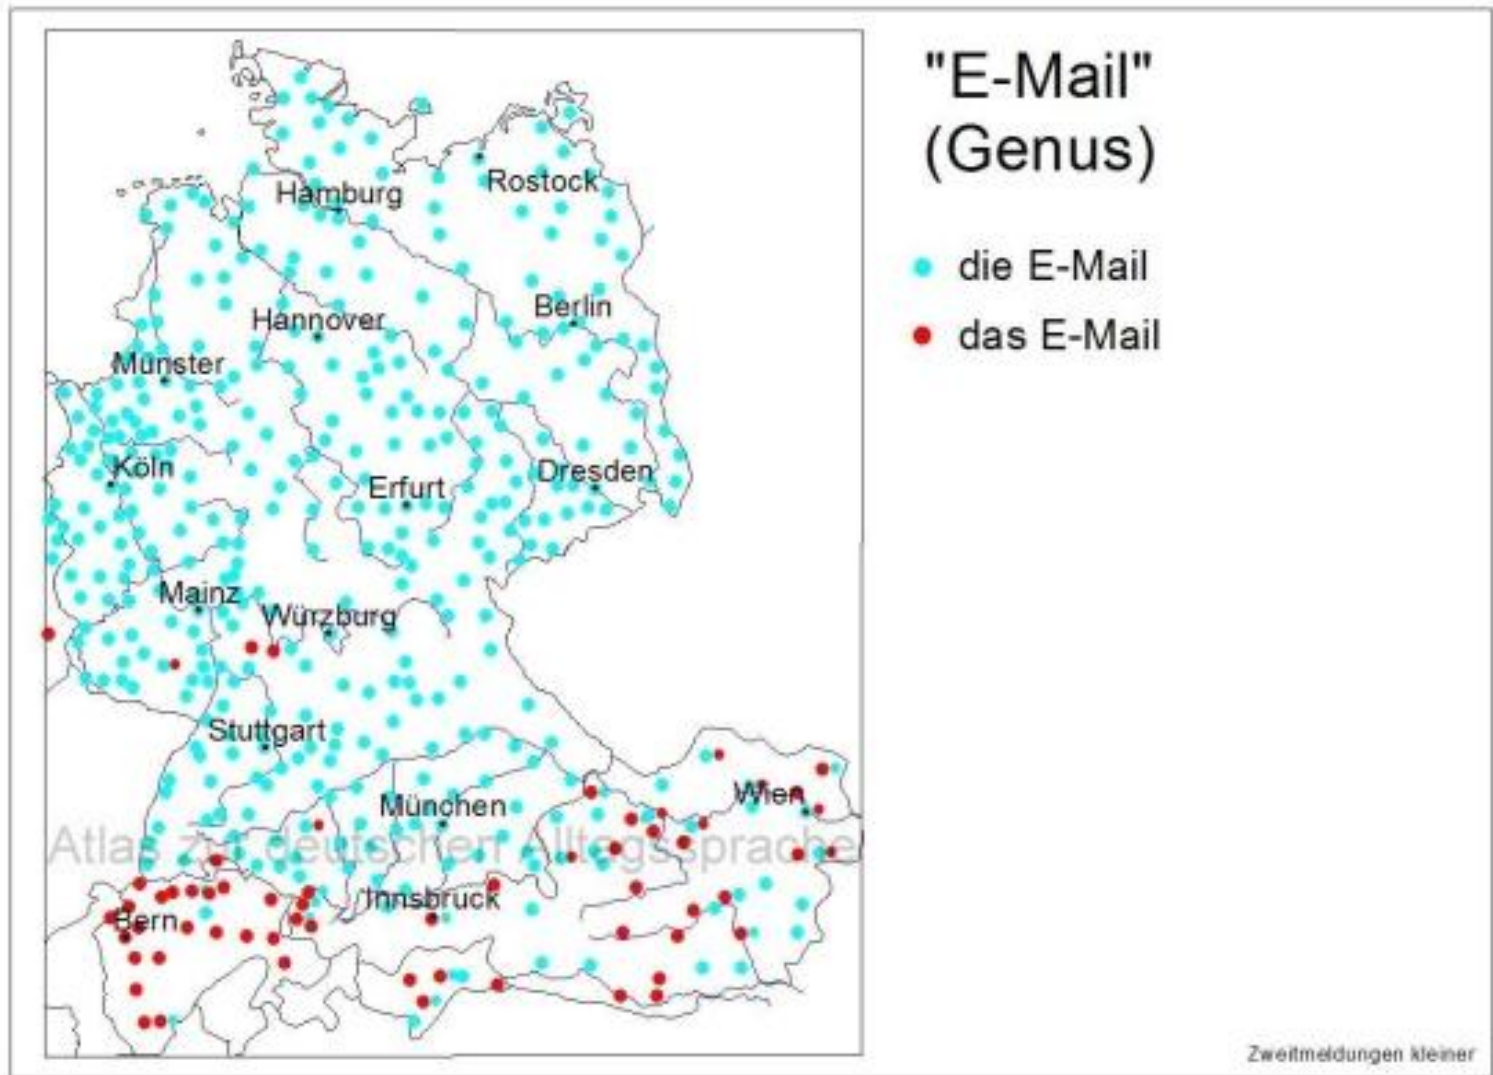 "E-Mail"
(Genus)
die E-Mail
das E-Mail
Hamburg
Rostock
Hannover
Berlin
Münster
Köln
Erfurt
Dresden
Mainz
Würzburg
Stuttgart
München
Wien
Atlas zur deutschen Alltagssprache
Innsbruck
Bern
Zweitmeldungen kleiner